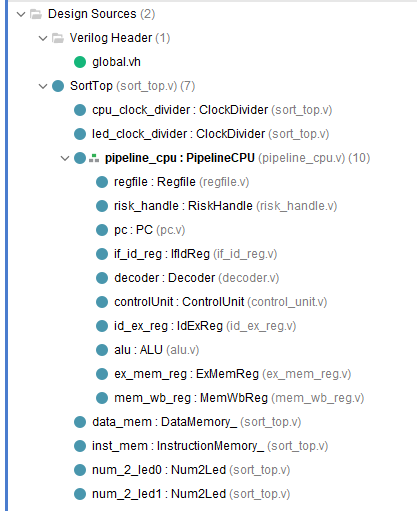 Design Sources (2)
Verilog Header (1)
global.vh
SortTop (sort_top.v) (7)
cpu_clock_divider : ClockDivider (sort_top.v)
led_clock_divider : ClockDivider (sort_top.v)
pipeline_cpu : PipelineCPU (pipeline_cpu.v) (10)
regfile : Regfile (regfile.v)
risk_handle : RiskHandle (risk_handle.v)
pc : PC (pc.v)
if_id_reg : IfIdReg (if_id_reg.v)
decoder : Decoder (decoder.v)
controlUnit : ControlUnit (control_unit.v)
id_ex_reg : IdExReg (id_ex_reg.v)
alu : ALU (alu.v)
ex_mem_reg : ExMemReg (ex_mem_reg.v)
mem_wb_reg : MemWbReg (mem_wb_reg.v)
data_mem : DataMemory_ (sort_top.v)
inst_mem : InstructionMemory_ (sort_top.v)
num_2_led0 : Num2Led (sort_top.v)
num_2_led1 : Num2Led (sort_top.v)